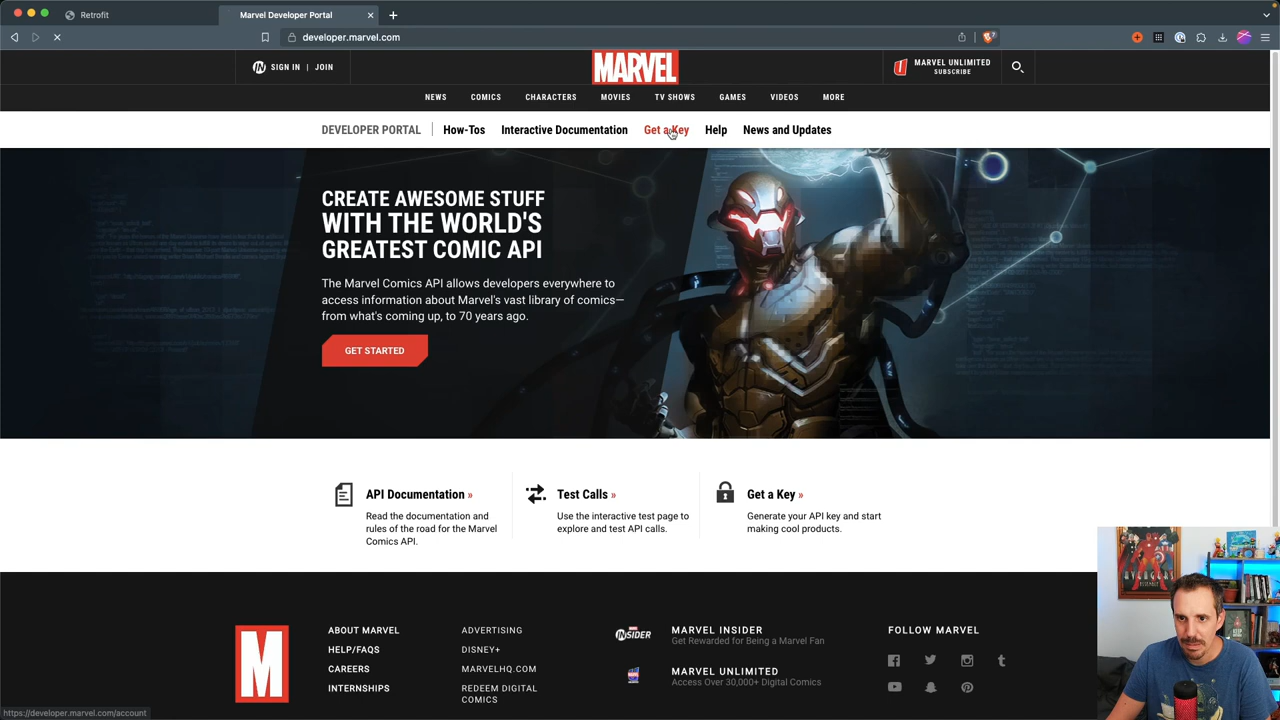 Retrofit
Marvel Developer Portal
developer.marvel.com
SIGN IN | JOIN
MARVEL
MARVEL UNLIMITED
SUBSCRIBE
NEWS COMICS CHARACTERS MOVIES TV SHOWS GAMES VIDEOS MORE
DEVELOPER PORTAL How-Tos Interactive Documentation Get a Key Help News and Updates
CREATE AWESOME STUFF
WITH THE WORLD'S
GREATEST COMIC API
The Marvel Comics API allows developers everywhere to
access information about Marvel's vast library of comics—
from what's coming up, to 70 years ago.
GET STARTED
API Documentation »
Read the documentation and
rules of the road for the Marvel
Comics API.
Test Calls »
Use the interactive test page to
explore and test API calls.
Get a Key »
Generate your API key and start
making cool products.
M
ABOUT MARVEL
HELP/FAQS
CAREERS
INTERNSHIPS
ADVERTISING
DISNEY+
MARVELHQ.COM
REDEEM DIGITAL
COMICS
INSIDER
MARVEL INSIDER
Get Rewarded for Being a Marvel Fan
MARVEL UNLIMITED
Access Over 30,000+ Digital Comics
FOLLOW MARVEL
https://developer.marvel.com/account